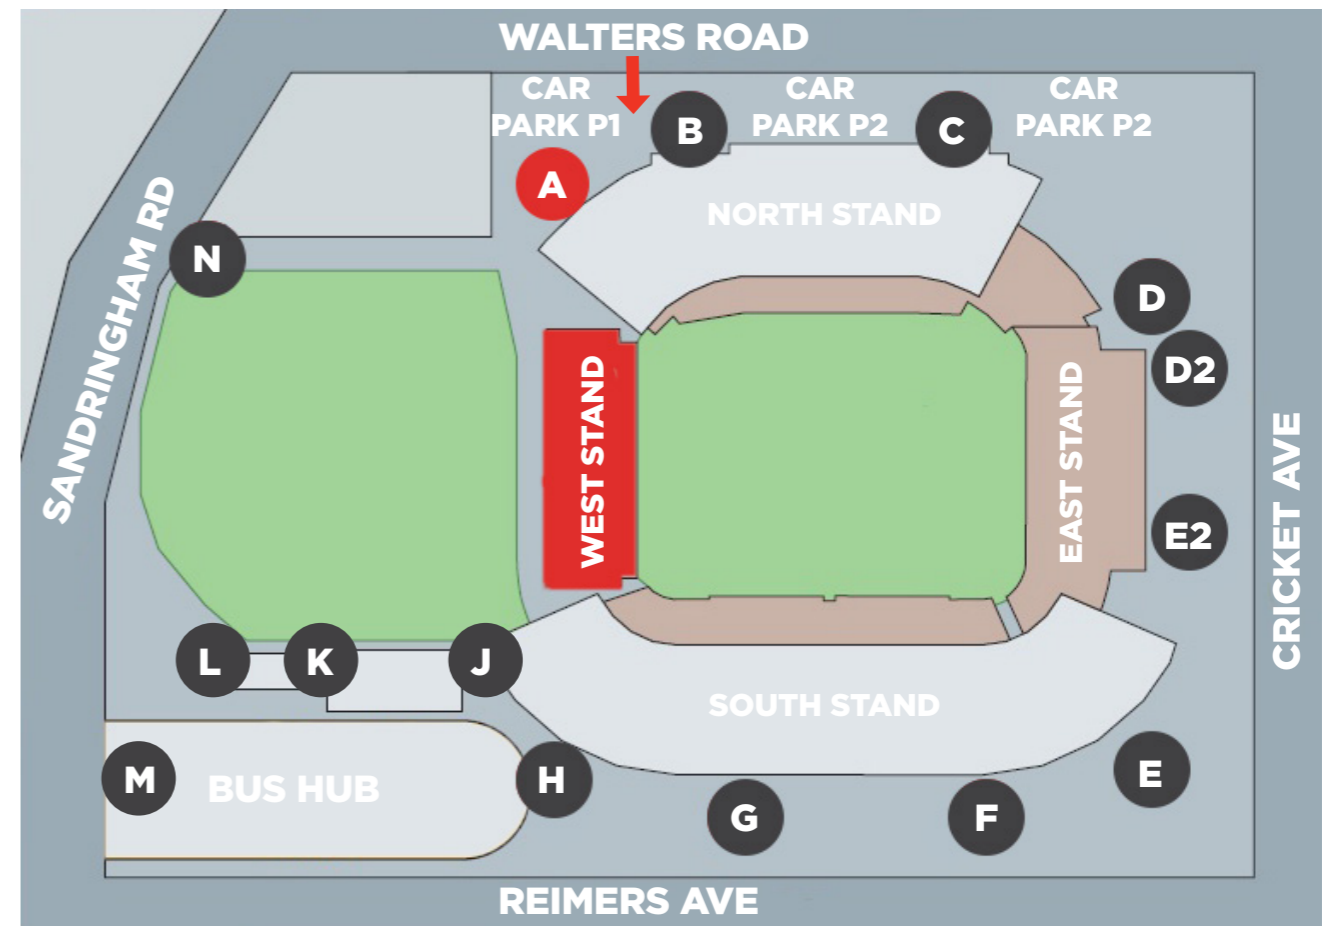 WALTERS ROAD
CAR
PARK P1
B
CAR
PARK P2
C
CAR
PARK P2
A
NORTH STAND
N
SANDRINGHAM RD
D
D2
WEST STAND
EAST STAND
E2
CRICKET AVE
L
K
J
SOUTH STAND
M
BUS HUB
H
G
F
E
REIMERS AVE